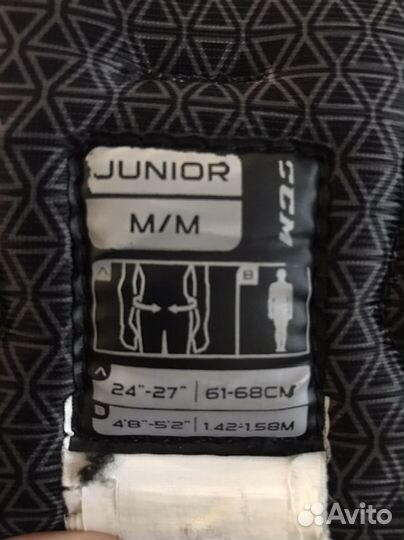 JUNIOR
M/M
CCM
A
B
A
24"-27" | 61-68CM
B
4'8"-5'2" | 1.42-1.58M
Avito